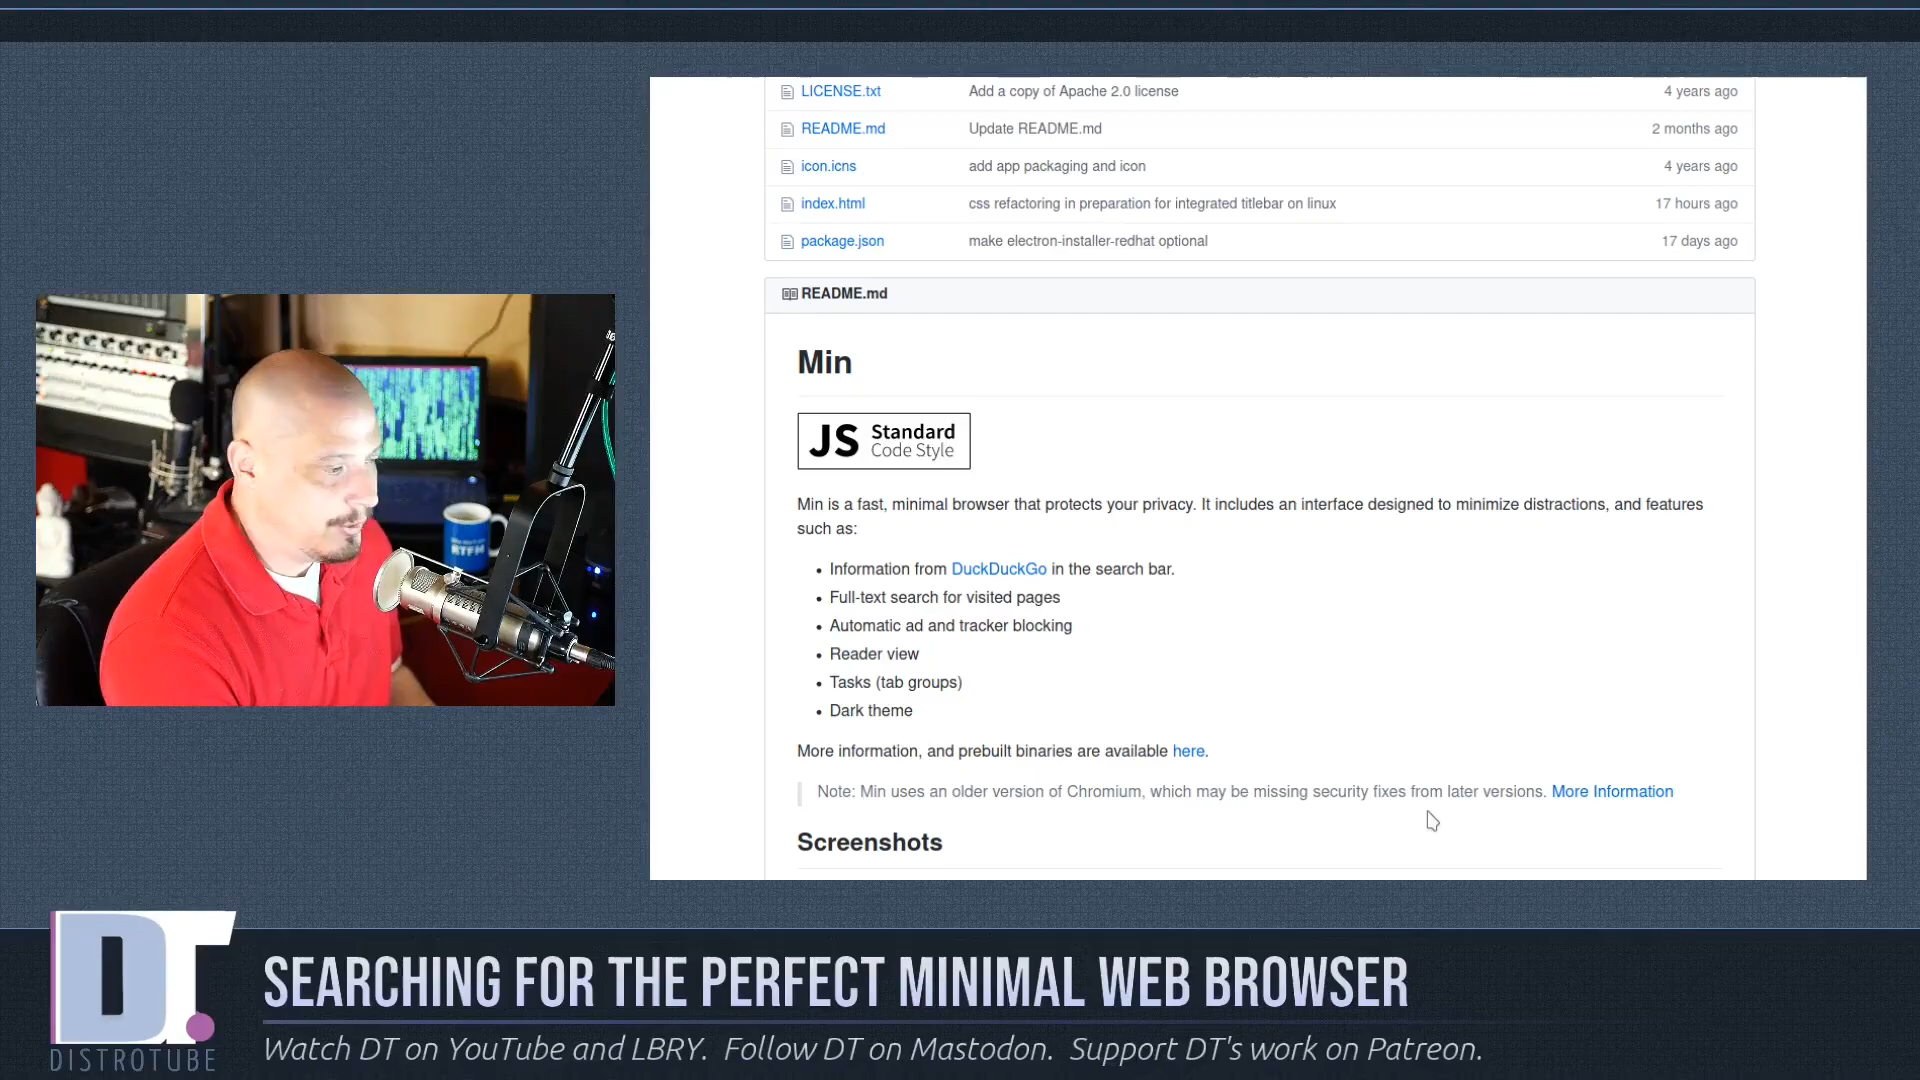 LICENSE.txt Add a copy of Apache 2.0 license 4 years ago
README.md Update README.md 2 months ago
icon.icns add app packaging and icon 4 years ago
index.html css refactoring in preparation for integrated titlebar on linux 17 hours ago
package.json make electron-installer-redhat optional 17 days ago
README.md
Min
JS Standard
Code Style
Min is a fast, minimal browser that protects your privacy. It includes an interface designed to minimize distractions, and features
such as:
• Information from DuckDuckGo in the search bar.
• Full-text search for visited pages
• Automatic ad and tracker blocking
• Reader view
• Tasks (tab groups)
• Dark theme
More information, and prebuilt binaries are available here.
Note: Min uses an older version of Chromium, which may be missing security fixes from later versions. More Information
Screenshots
RTFM
DT
DISTROTUBE
SEARCHING FOR THE PERFECT MINIMAL WEB BROWSER
Watch DT on YouTube and LBRY. Follow DT on Mastodon. Support DT's work on Patreon.